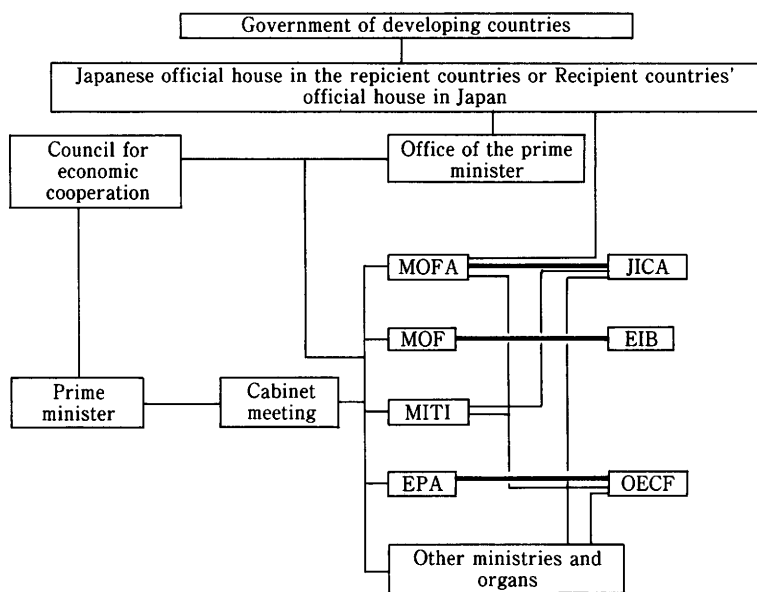 Government of developing countries
Japanese official house in the repicient countries or Recipient countries'
official house in Japan
Council for
economic
cooperation
Office of the prime
minister
MOFA
JICA
MOF
EIB
Prime
minister
Cabinet
meeting
MITI
EPA
OECF
Other ministries and
organs